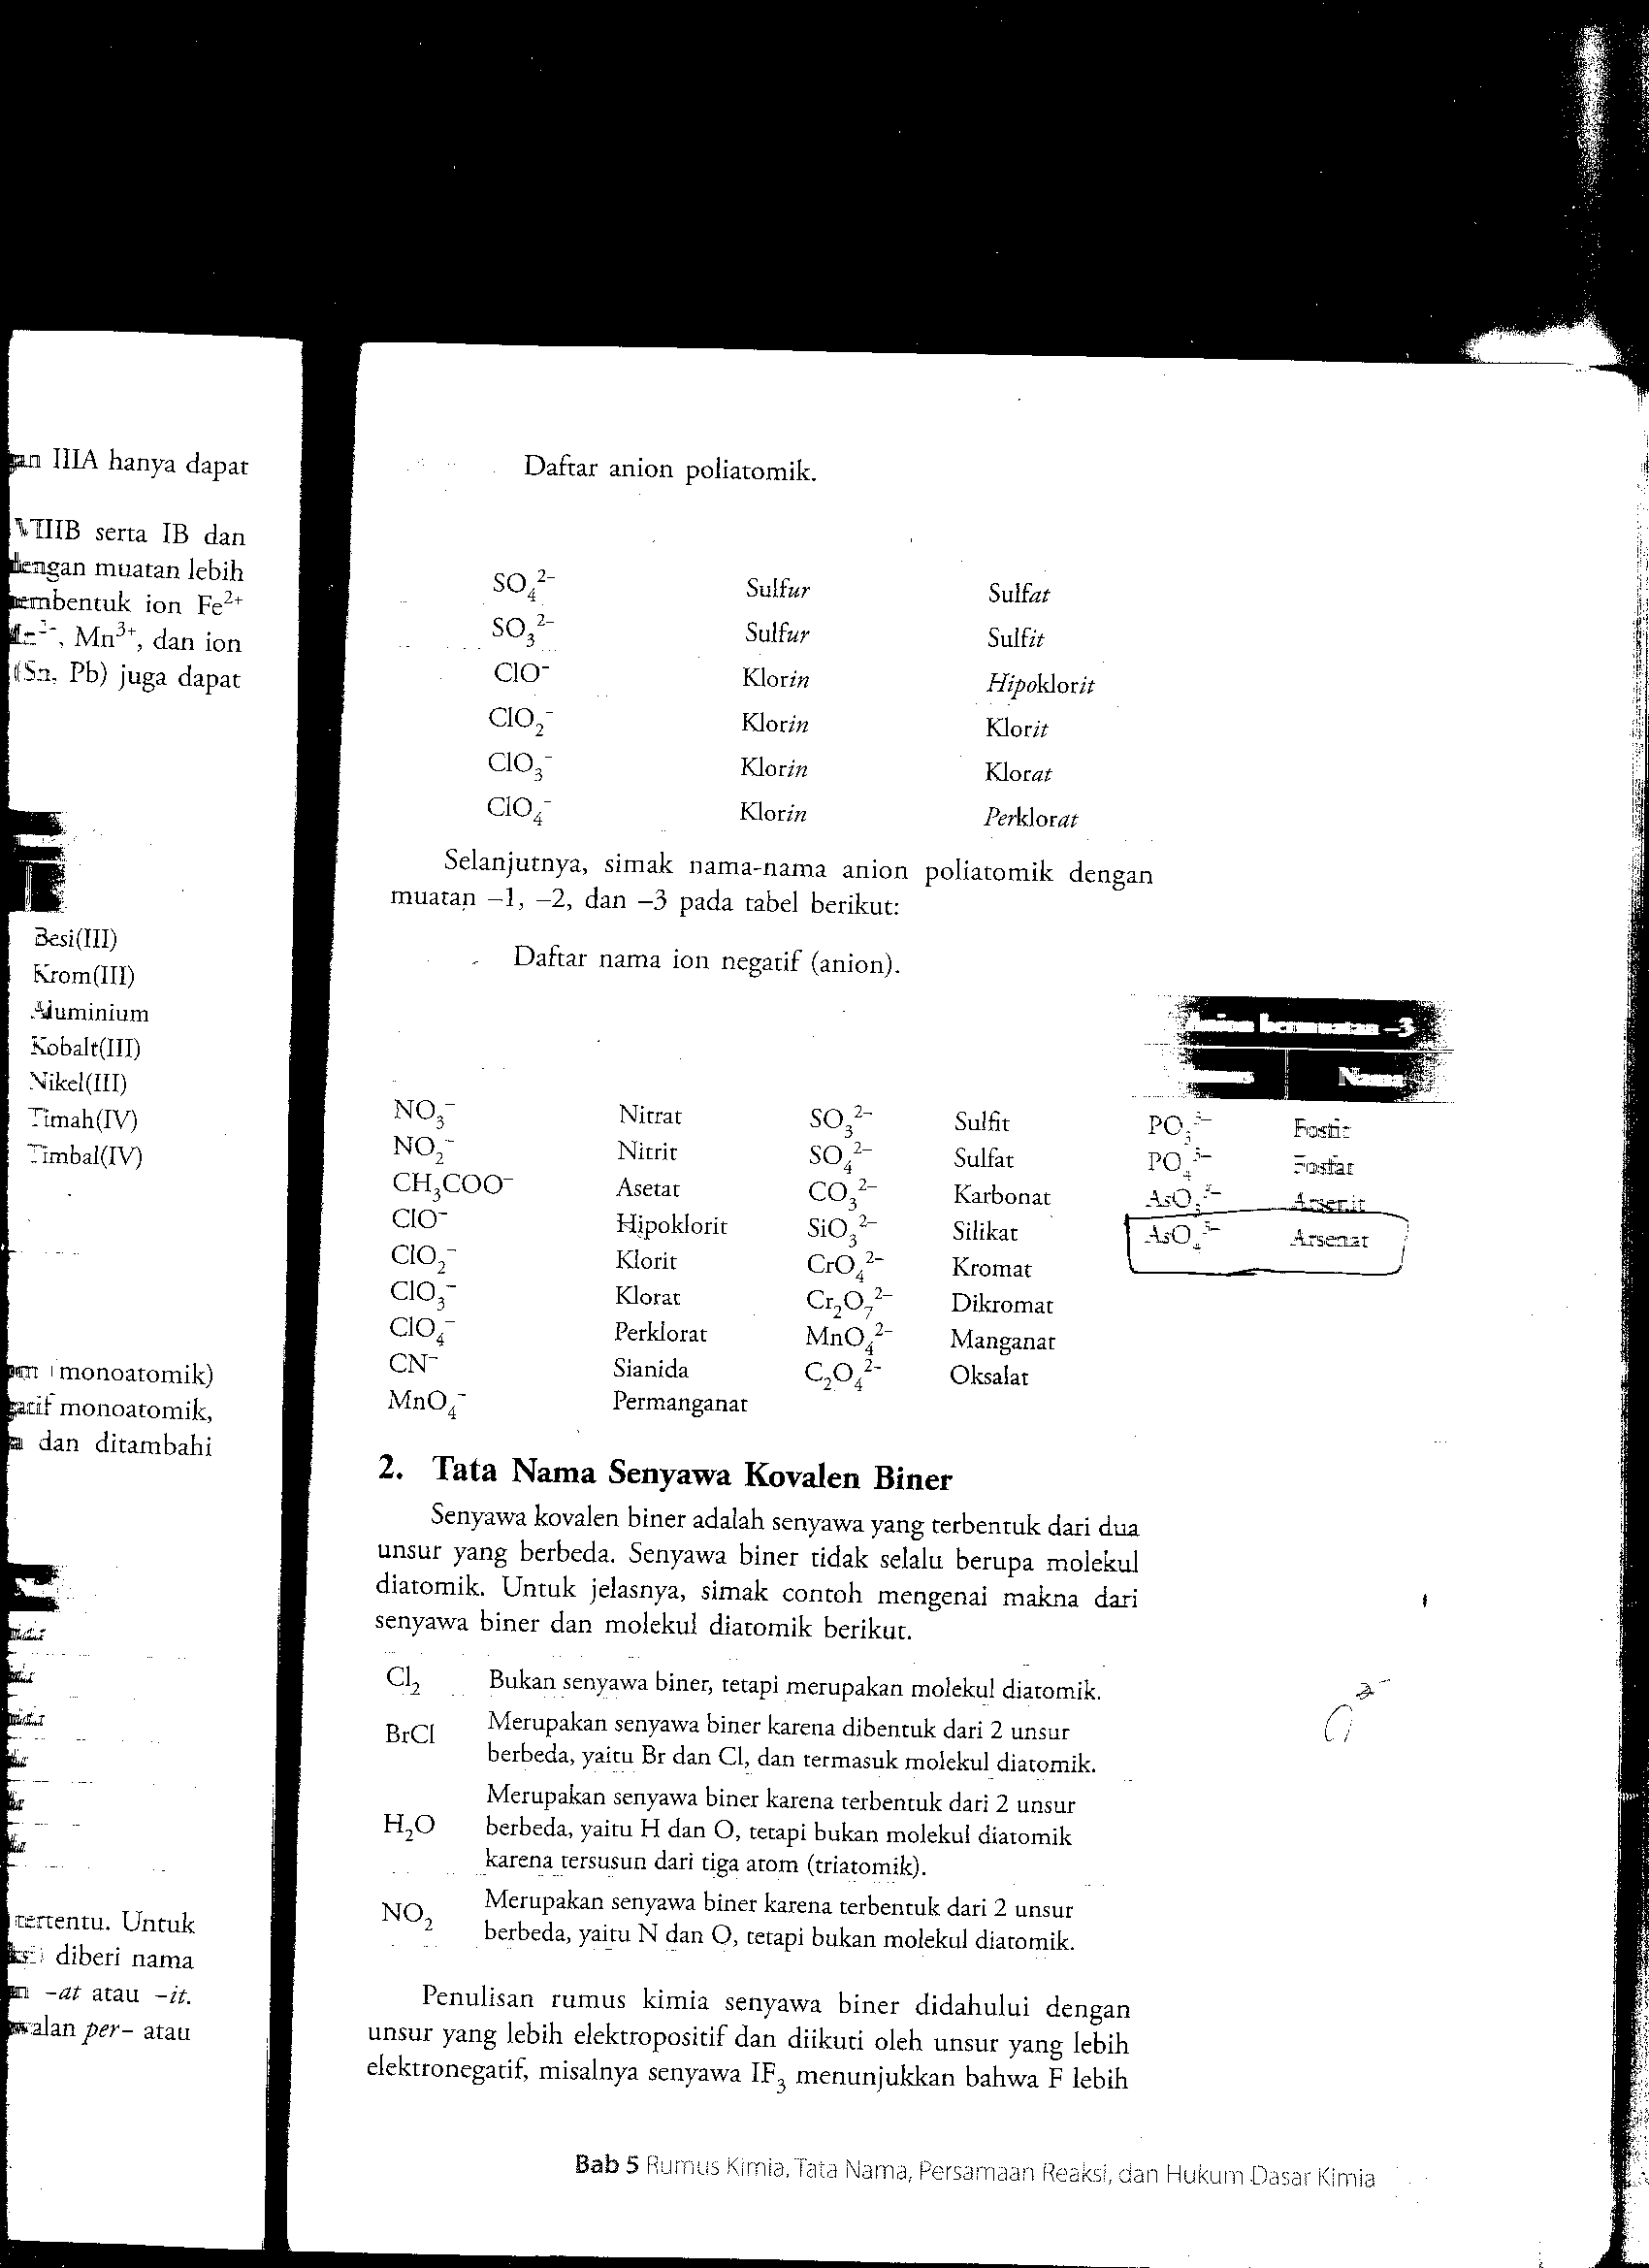 IIIA hanya dapat
serta IB dan
dengan muatan lebih
membentuk ion Fe²⁺
Mn³⁺, dan ion
(Sn, Pb) juga dapat
Besi(III)
Krom(III)
Aluminium
Kobalt(III)
Nikel(III)
Timah(IV)
Timbal(IV)
(monoatomik)
monoatomik,
dan ditambahi
tertentu. Untuk
diberi nama
–at atau –it.
per– atau
Daftar anion poliatomik.
SO₄²⁻ Sulfur Sulfat
SO₃²⁻ Sulfur Sulfit
ClO⁻ Klorin Hipoklorit
ClO₂⁻ Klorin Klorit
ClO₃⁻ Klorin Klorat
ClO₄⁻ Klorin Perklorat
Selanjutnya, simak nama-nama anion poliatomik dengan
muatan –1, –2, dan –3 pada tabel berikut:
Daftar nama ion negatif (anion).
Anion bermuatan –3
Nama
NO₃⁻ Nitrat SO₃²⁻ Sulfit PO₃³⁻ Fosfit
NO₂⁻ Nitrit SO₄²⁻ Sulfat PO₄³⁻ Fosfat
CH₃COO⁻ Asetat CO₃²⁻ Karbonat AsO₃³⁻ Arsenit
ClO⁻ Hipoklorit SiO₃²⁻ Silikat AsO₄³⁻ Arsenat
ClO₂⁻ Klorit CrO₄²⁻ Kromat
ClO₃⁻ Klorat Cr₂O₇²⁻ Dikromat
ClO₄⁻ Perklorat MnO₄²⁻ Manganat
CN⁻ Sianida C₂O₄²⁻ Oksalat
MnO₄⁻ Permanganat
2. Tata Nama Senyawa Kovalen Biner
Senyawa kovalen biner adalah senyawa yang terbentuk dari dua
unsur yang berbeda. Senyawa biner tidak selalu berupa molekul
diatomik. Untuk jelasnya, simak contoh mengenai makna dari
senyawa biner dan molekul diatomik berikut.
Cl₂ Bukan senyawa biner, tetapi merupakan molekul diatomik.
BrCl Merupakan senyawa biner karena dibentuk dari 2 unsur
berbeda, yaitu Br dan Cl, dan termasuk molekul diatomik.
Merupakan senyawa biner karena terbentuk dari 2 unsur
H₂O berbeda, yaitu H dan O, tetapi bukan molekul diatomik
karena tersusun dari tiga atom (triatomik).
NO₂ Merupakan senyawa biner karena terbentuk dari 2 unsur
berbeda, yaitu N dan O, tetapi bukan molekul diatomik.
Penulisan rumus kimia senyawa biner didahului dengan
unsur yang lebih elektropositif dan diikuti oleh unsur yang lebih
elektronegatif, misalnya senyawa IF₃ menunjukkan bahwa F lebih
Bab 5 Rumus Kimia, Tata Nama, Persamaan Reaksi, dan Hukum Dasar Kimia